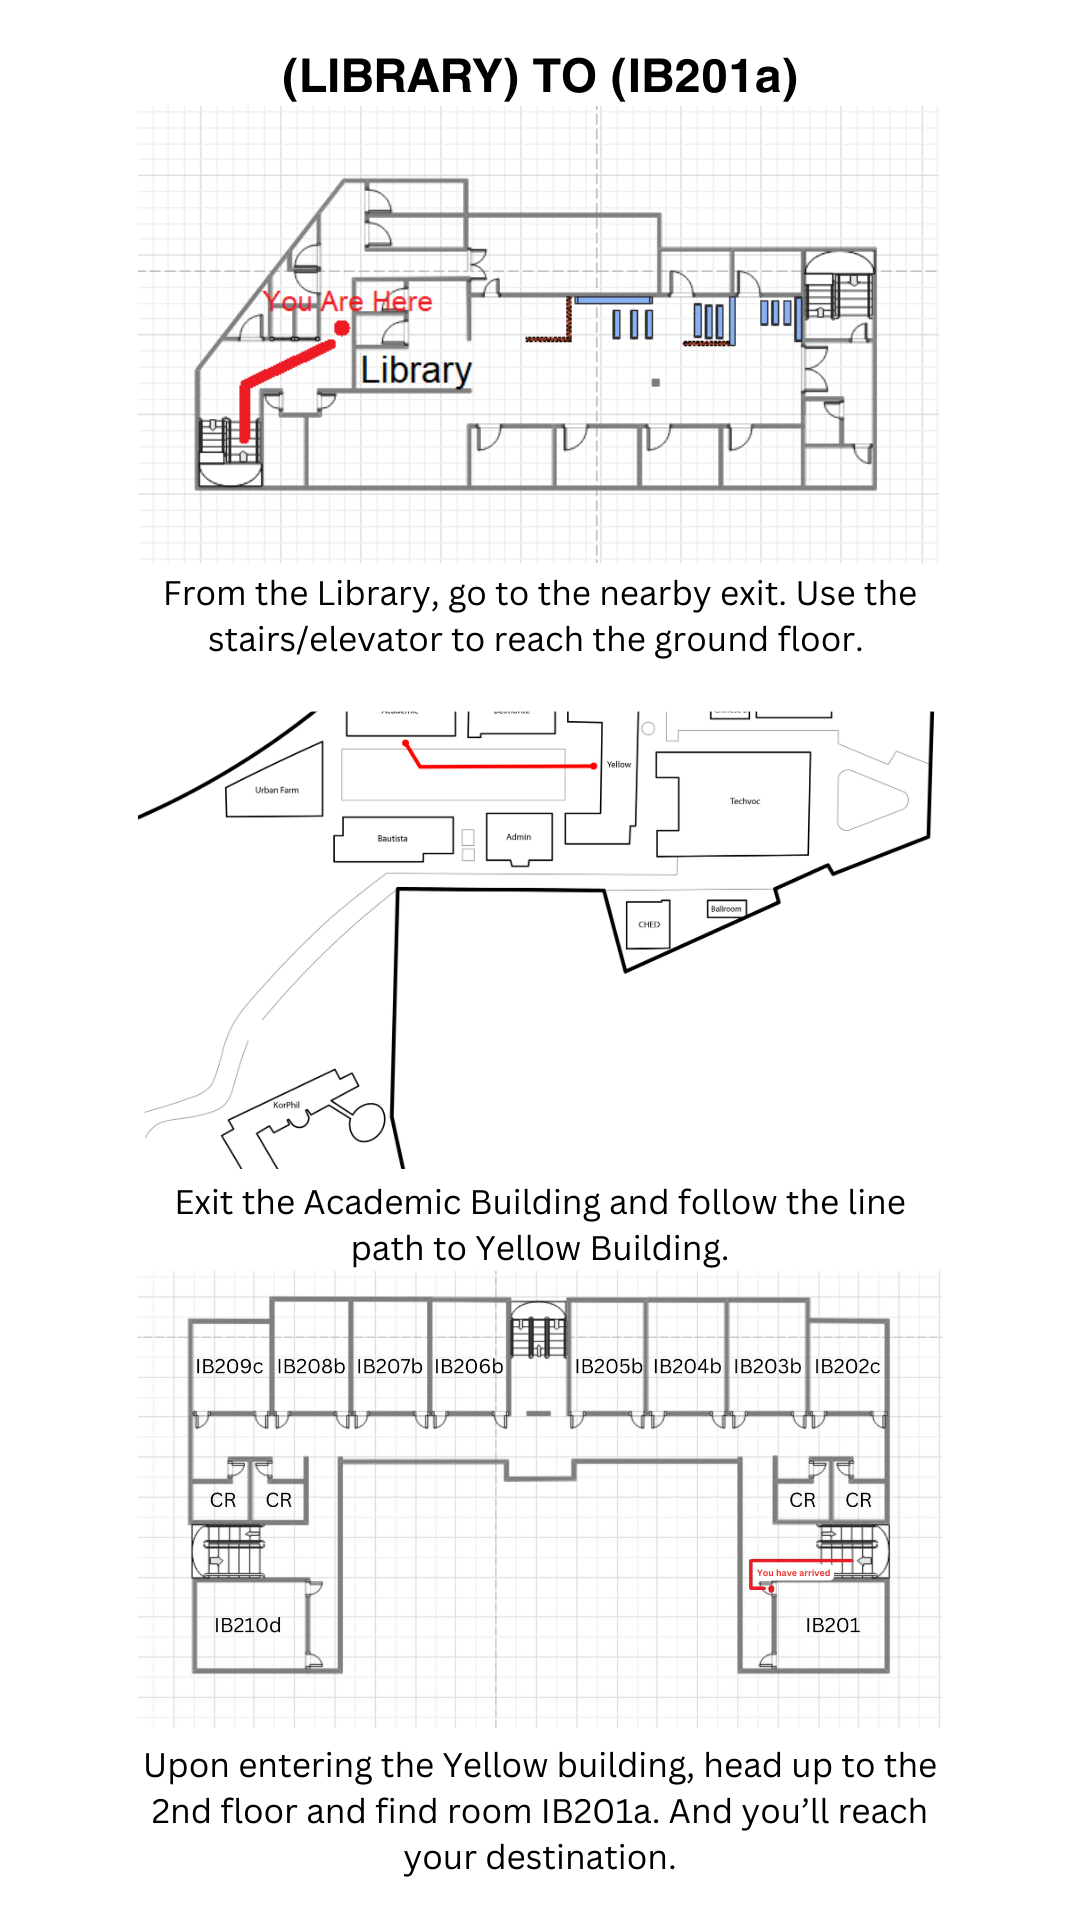 (LIBRARY) TO (IB201a)
You Are Here
Library
From the Library, go to the nearby exit. Use the
stairs/elevator to reach the ground floor.
Academic
Belmonte
Yellow
Urban Farm
Techvoc
Bautista
Admin
CHED
Ballroom
KorPhil
Exit the Academic Building and follow the line
path to Yellow Building.
IB209c IB208b IB207b IB206b IB205b IB204b IB203b IB202c
CR CR CR CR
You have arrived
IB210d IB201
Upon entering the Yellow building, head up to the
2nd floor and find room IB201a. And you’ll reach
your destination.